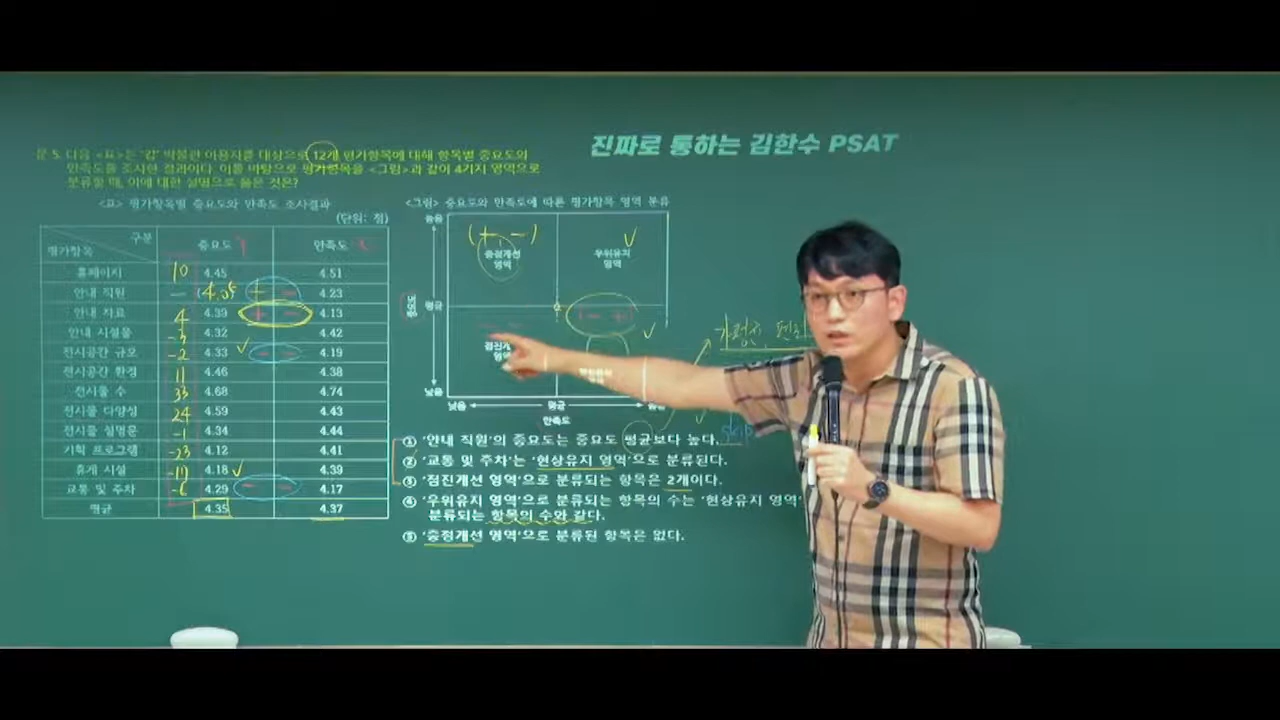 진짜로 통하는 김한수 PSAT
문 5. 다음 <표>는 '갑' 박물관 이용자를 대상으로 12개 평가항목에 대해 항목별 중요도와
만족도를 조사한 결과이다. 이를 바탕으로 평가항목을 <그림>과 같이 4가지 영역으로
분류할 때, 이에 대한 설명으로 옳은 것은?
<표> 평가항목별 중요도와 만족도 조사결과
(단위: 점)
구분 중요도 만족도
평가항목
홈페이지 10 4.45 4.51
안내 직원 - (4.05 + - 4.23
안내 자료 4 4.39 + - 4.13
안내 시설물 -3 4.32 4.42
전시공간 규모 -2 4.33 - - 4.19
전시공간 환경 11 4.46 4.38
전시물 수 33 4.68 4.74
전시물 다양성 24 4.59 4.43
전시물 설명문 -1 4.34 4.44
기획 프로그램 -23 4.12 4.41
휴게 시설 -17 4.18 4.39
교통 및 주차 -6 4.29 - - 4.17
평균 4.35 4.37
<그림> 중요도와 만족도에 따른 평가항목 영역 분류
높음
(+, -)
중점개선
영역
우위유지
영역
중요도
평균
(- +)
- -
낮음
낮음 평균
만족도
skip
① '안내 직원'의 중요도는 중요도 평균보다 높다.
② '교통 및 주차'는 '현상유지 영역'으로 분류된다.
③ '점진개선 영역'으로 분류되는 항목은 2개이다.
④ '우위유지 영역'으로 분류되는 항목의 수는 '현상유지 영역'
분류되는 항목의 수와 같다.
⑤ '중점개선 영역'으로 분류된 항목은 없다.